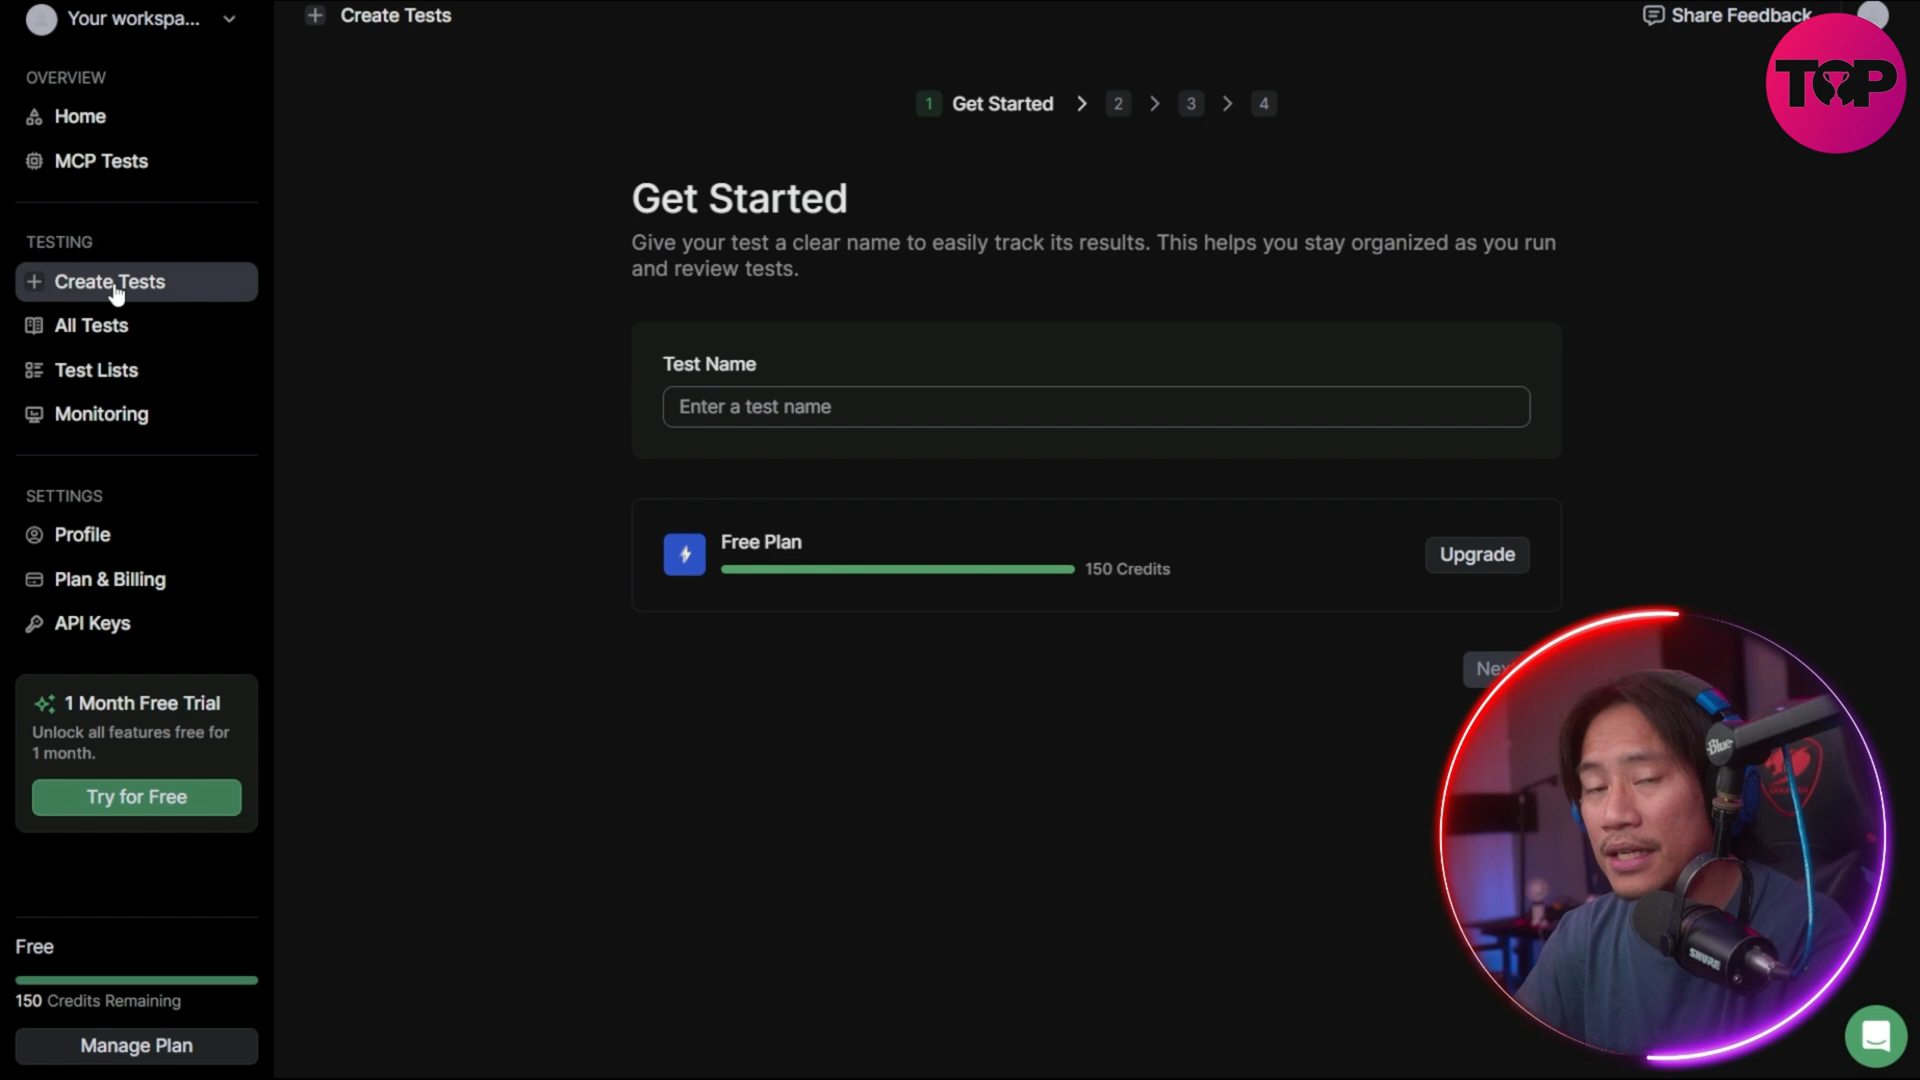 Your workspa...
Create Tests
Share Feedback
TOP
OVERVIEW
Home
MCP Tests
TESTING
Create Tests
All Tests
Test Lists
Monitoring
SETTINGS
Profile
Plan & Billing
API Keys
1 Month Free Trial
Unlock all features free for
1 month.
Try for Free
Free
150 Credits Remaining
Manage Plan
1 Get Started
2
3
4
Get Started
Give your test a clear name to easily track its results. This helps you stay organized as you run
and review tests.
Test Name
Enter a test name
Free Plan
150 Credits
Upgrade
Nex
Blue
SHURE